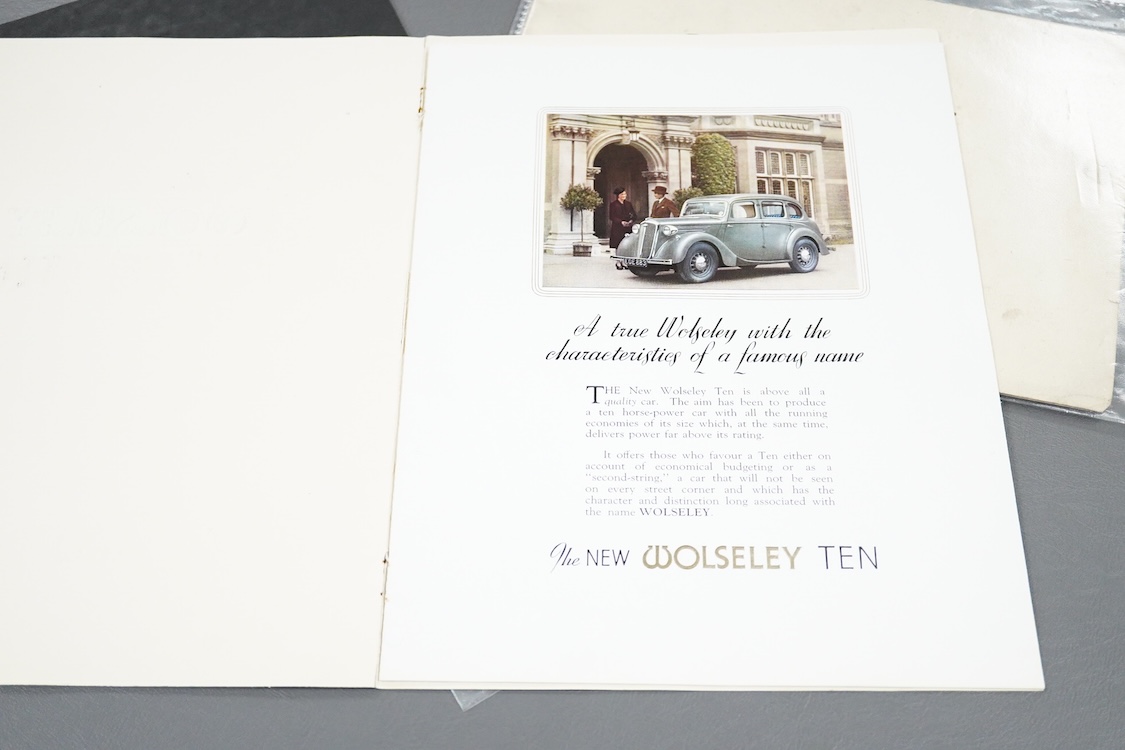 A true Wolseley with the
characteristics of a famous name
THE New Wolseley Ten is above all a
quality car. The aim has been to produce
a ten horse-power car with all the running
economies of its size which, at the same time,
delivers power far above its rating.
It offers those who favour a Ten either on
account of economical budgeting or as a
"second-string," a car that will not be seen
on every street corner and which has the
character and distinction long associated with
the name WOLSELEY
The NEW WOLSELEY TEN